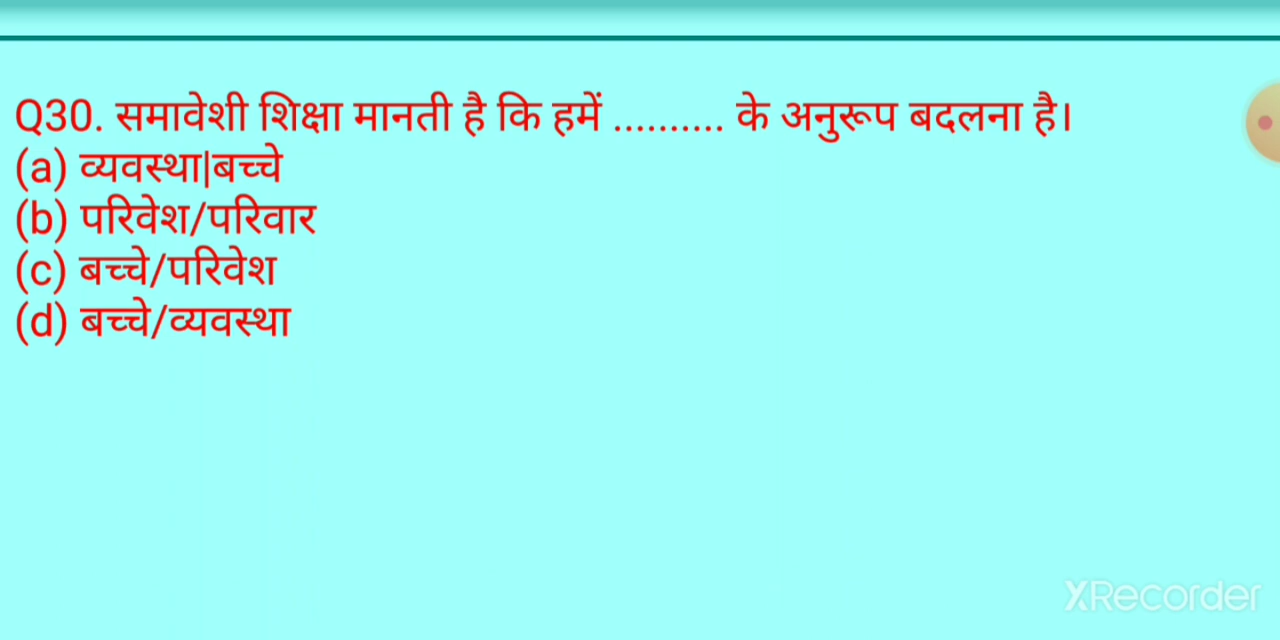 Q30. समावेशी शिक्षा मानती है कि हमें .......... के अनुरूप बदलना है।
(a) व्यवस्था|बच्चे
(b) परिवेश/परिवार
(c) बच्चे/परिवेश
(d) बच्चे/व्यवस्था
XRecorder